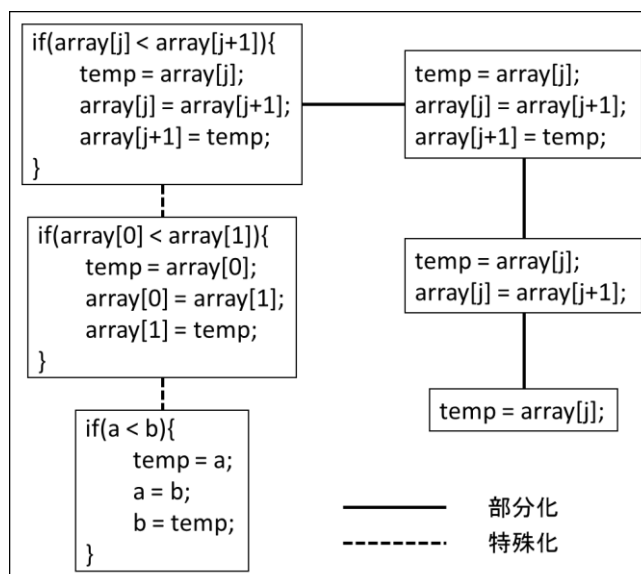 if(array[j] < array[j+1]){
temp = array[j];
array[j] = array[j+1];
array[j+1] = temp;
}
temp = array[j];
array[j] = array[j+1];
array[j+1] = temp;
if(array[0] < array[1]){
temp = array[0];
array[0] = array[1];
array[1] = temp;
}
temp = array[j];
array[j] = array[j+1];
temp = array[j];
if(a < b){
temp = a;
a = b;
b = temp;
}
部分化
特殊化